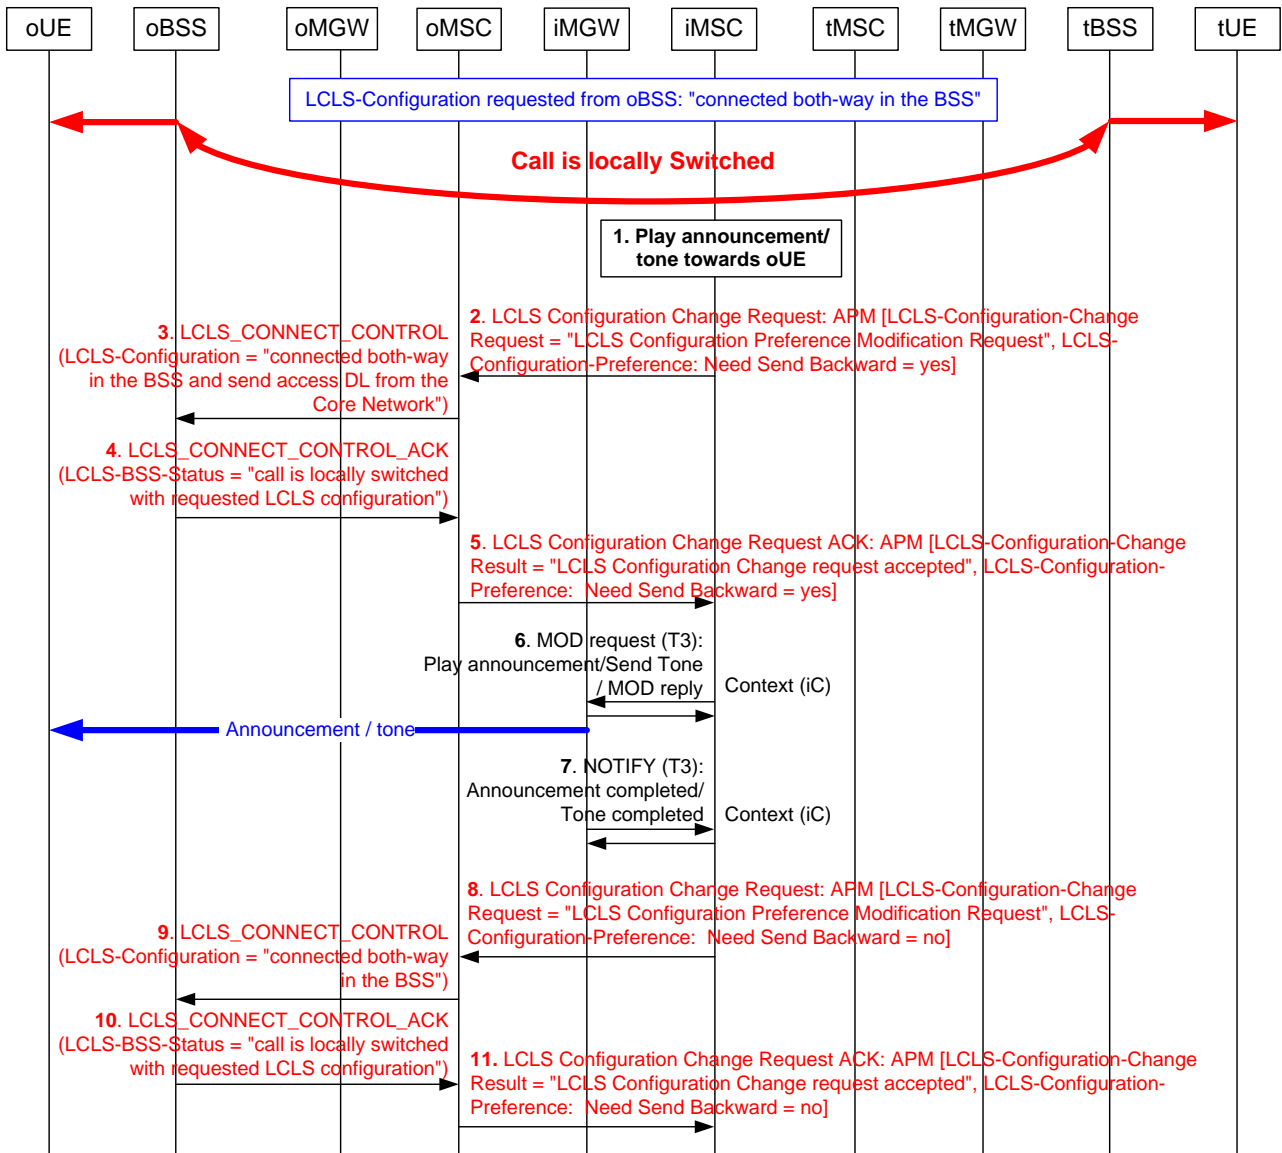 oUE
oBSS
oMGW
oMSC
iMGW
iMSC
tMSC
tMGW
tBSS
tUE
LCLS-Configuration requested from oBSS: "connected both-way in the BSS"
Call is locally Switched
1. Play announcement/
tone towards oUE
2. LCLS Configuration Change Request: APM [LCLS-Configuration-Change
Request = "LCLS Configuration Preference Modification Request", LCLS-
Configuration-Preference: Need Send Backward = yes]
3. LCLS_CONNECT_CONTROL
(LCLS-Configuration = "connected both-way
in the BSS and send access DL from the
Core Network")
4. LCLS_CONNECT_CONTROL_ACK
(LCLS-BSS-Status = "call is locally switched
with requested LCLS configuration")
5. LCLS Configuration Change Request ACK: APM [LCLS-Configuration-Change
Result = "LCLS Configuration Change request accepted", LCLS-Configuration-
Preference:  Need Send Backward = yes]
6. MOD request (T3):
Play announcement/Send Tone
/ MOD reply
Context (iC)
Announcement / tone
7. NOTIFY (T3):
Announcement completed/
Tone completed
Context (iC)
8. LCLS Configuration Change Request: APM [LCLS-Configuration-Change
Request = "LCLS Configuration Preference Modification Request", LCLS-
Configuration-Preference:  Need Send Backward = no]
9. LCLS_CONNECT_CONTROL
(LCLS-Configuration = "connected both-way
in the BSS")
10. LCLS_CONNECT_CONTROL_ACK
(LCLS-BSS-Status = "call is locally switched
with requested LCLS configuration")
11. LCLS Configuration Change Request ACK: APM [LCLS-Configuration-Change
Result = "LCLS Configuration Change request accepted", LCLS-Configuration-
Preference:  Need Send Backward = no]